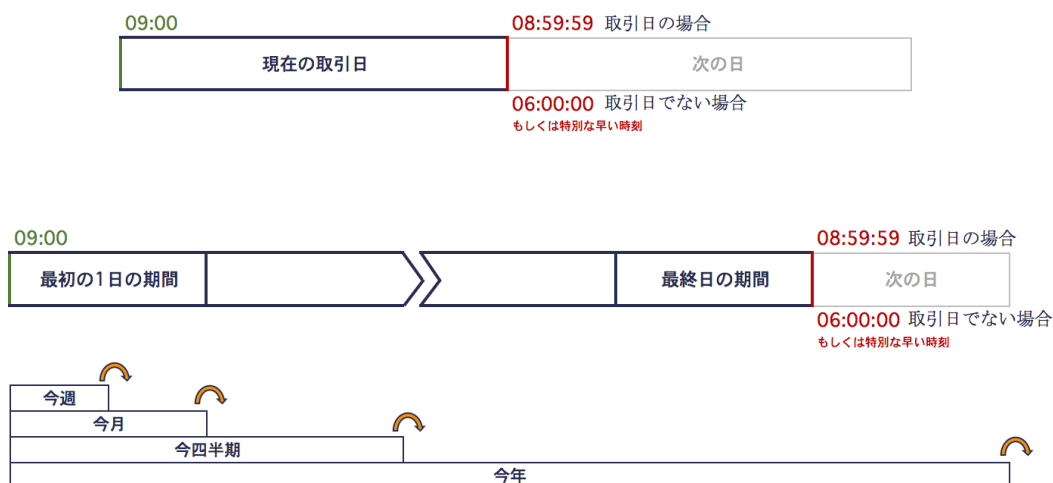 09:00
08:59:59 取引日の場合
現在の取引日
次の日
06:00:00 取引日でない場合
もしくは特別な早い時刻
09:00
08:59:59 取引日の場合
最初の1日の期間
最終日の期間
次の日
06:00:00 取引日でない場合
もしくは特別な早い時刻
今週
今月
今四半期
今年